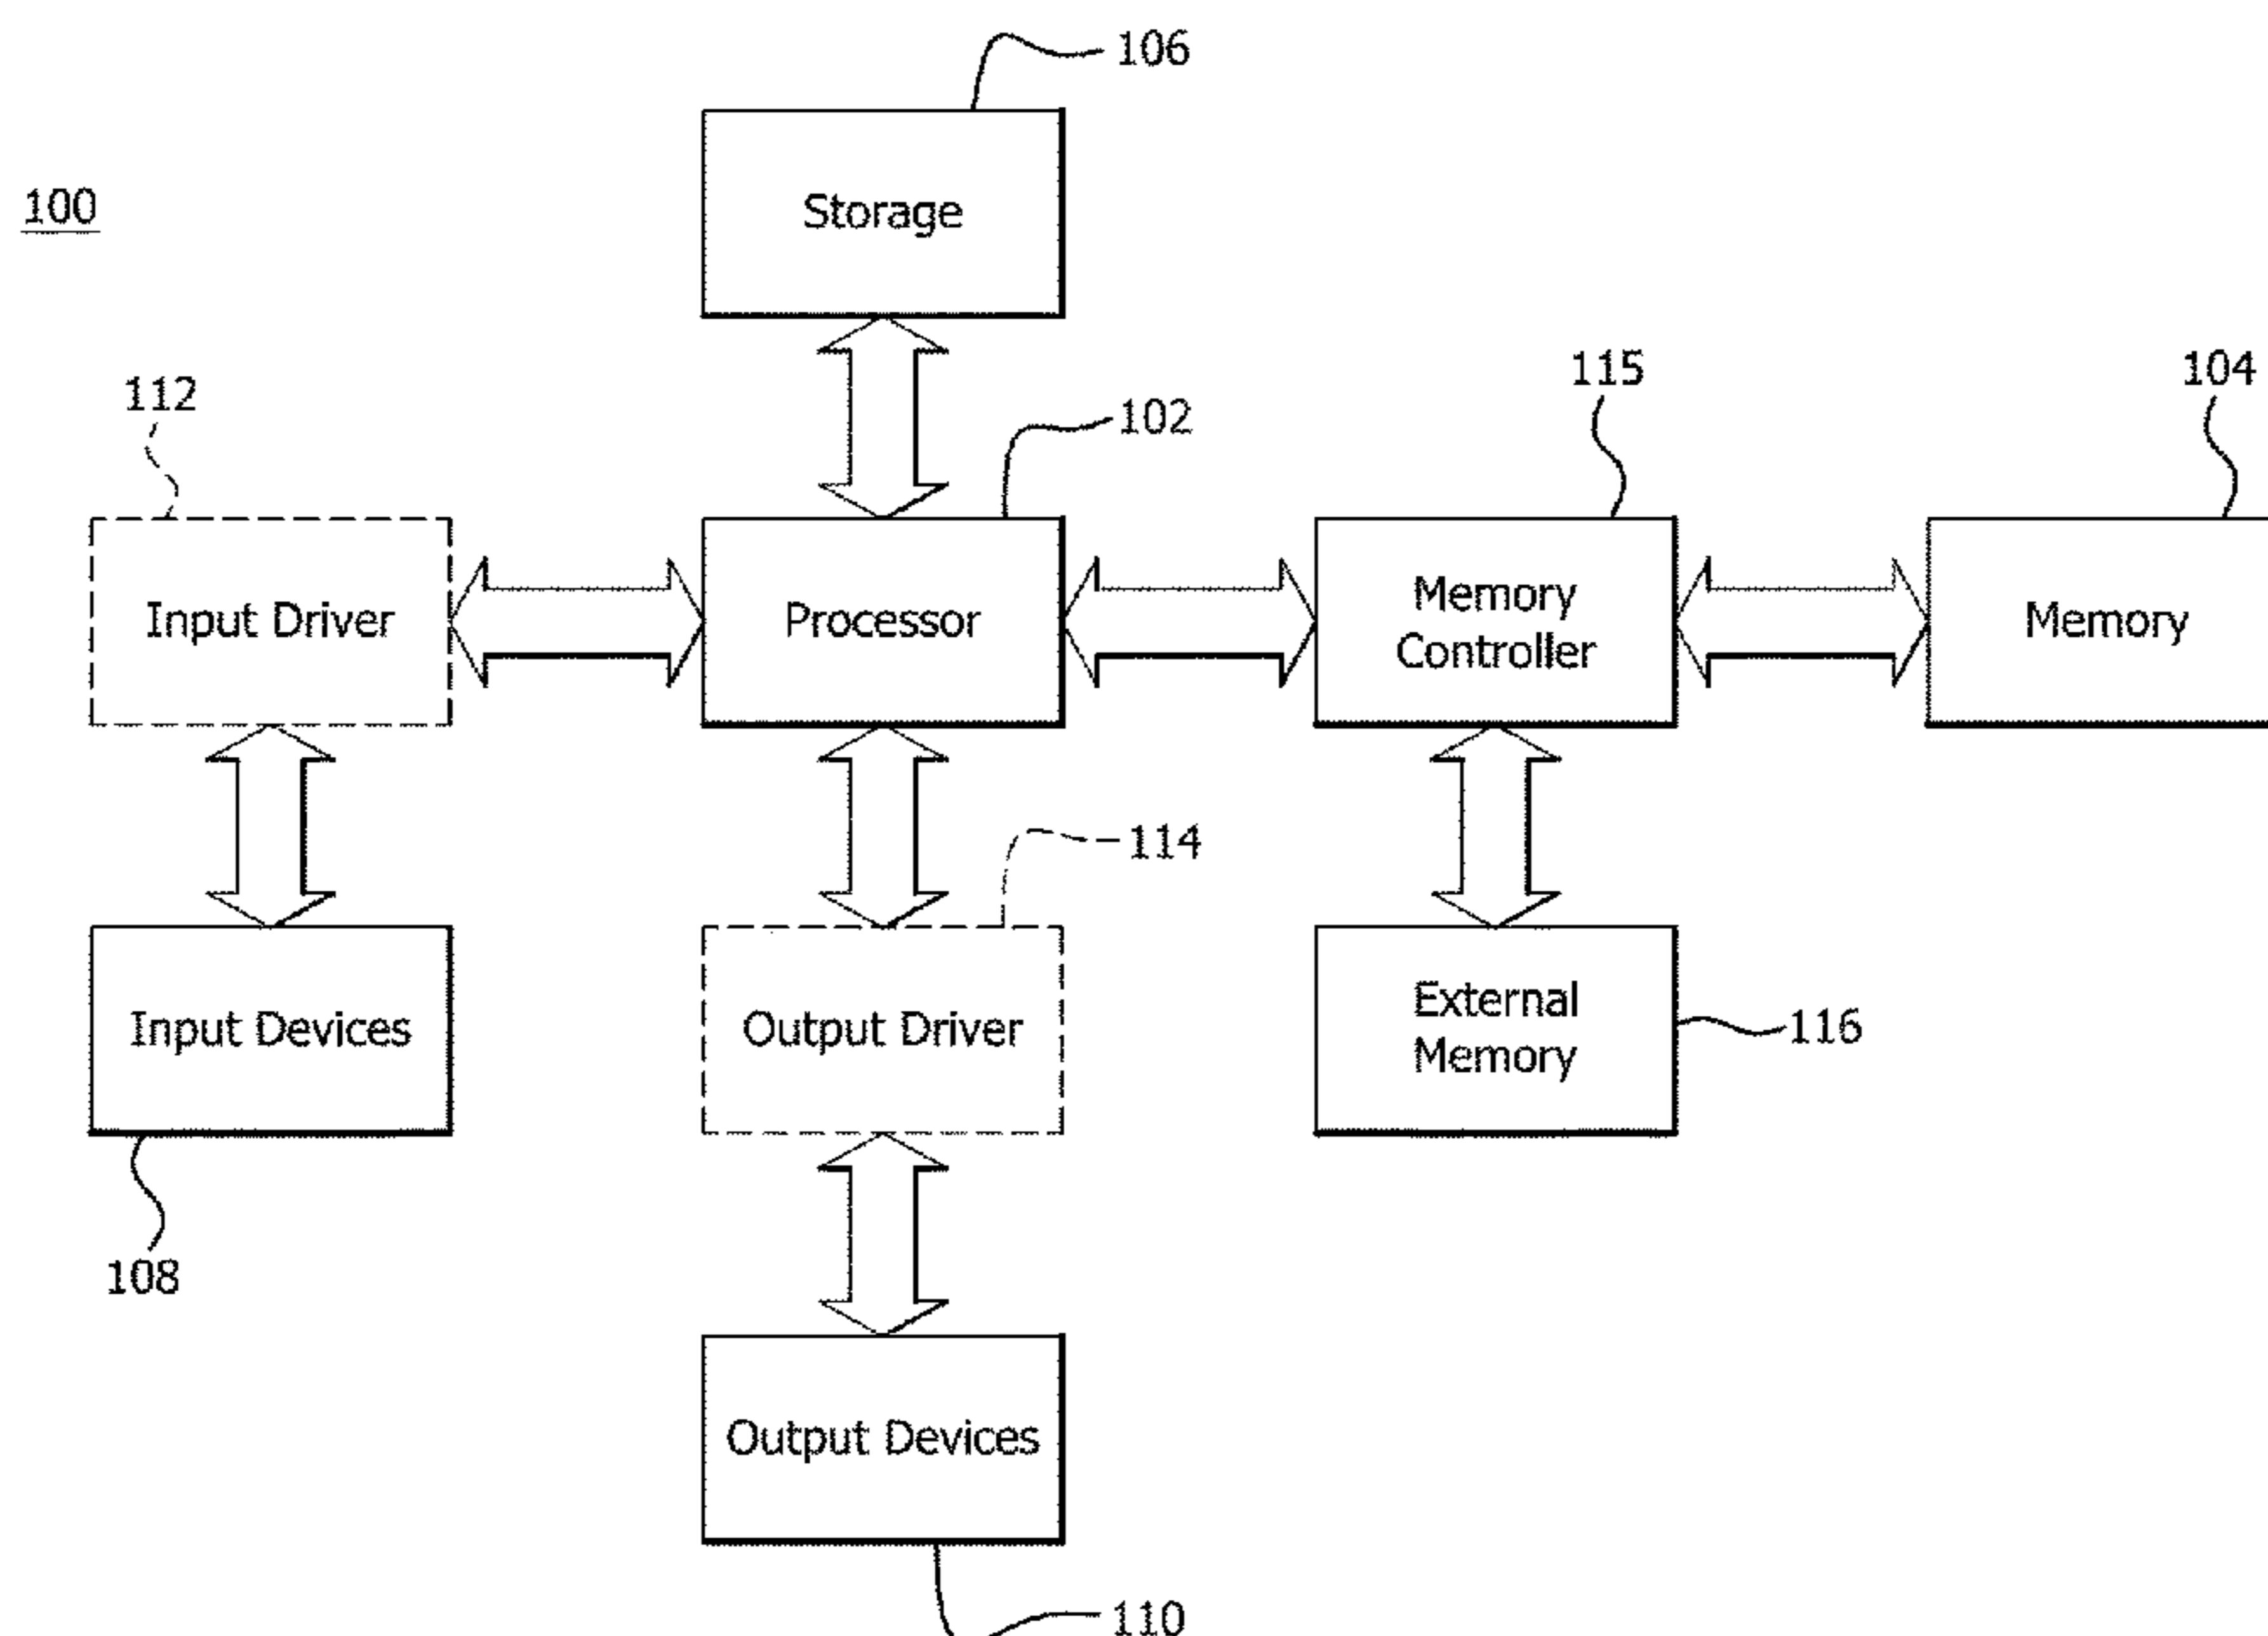 106
Storage
100
115
104
112
102
Input Driver
Processor
Memory
Controller
Memory
114
Input Devices
Output Driver
External
Memory
116
108
Output Devices
110